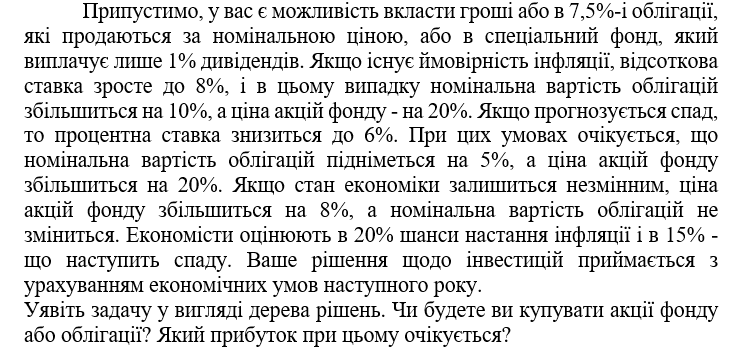 Припустимо, у вас є можливість вкласти гроші або в 7,5%-і облігації,
які продаються за номінальною ціною, або в спеціальний фонд, який
виплачує лише 1% дивідендів. Якщо існує ймовірність інфляції, відсоткова
ставка зросте до 8%, і в цьому випадку номінальна вартість облігацій
збільшиться на 10%, а ціна акцій фонду - на 20%. Якщо прогнозується спад,
то процентна ставка знизиться до 6%. При цих умовах очікується, що
номінальна вартість облігацій підніметься на 5%, а ціна акцій фонду
збільшиться на 20%. Якщо стан економіки залишиться незмінним, ціна
акцій фонду збільшиться на 8%, а номінальна вартість облігацій не
зміниться. Економісти оцінюють в 20% шанси настання інфляції і в 15% -
що наступить спаду. Ваше рішення щодо інвестицій приймається з
урахуванням економічних умов наступного року.
Уявіть задачу у вигляді дерева рішень. Чи будете ви купувати акції фонду
або облігації? Який прибуток при цьому очікується?